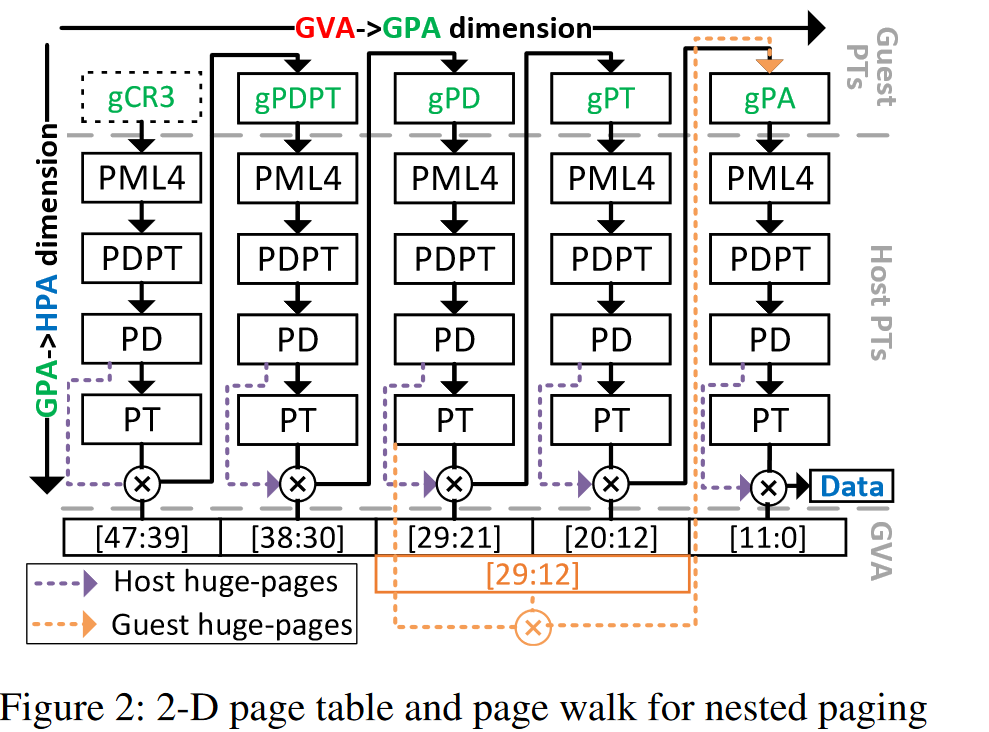 GVA->GPA dimension
GPA->HPA dimension
Guest PTs
gCR3 gPDPT gPD gPT gPA
PML4 PML4 PML4 PML4 PML4
PDPT PDPT PDPT PDPT PDPT
Host PTs
PD PD PD PD PD
PT PT PT PT PT
Data
[47:39] [38:30] [29:21] [20:12] [11:0]
GVA
[29:12]
Host huge-pages
Guest huge-pages
Figure 2: 2-D page table and page walk for nested paging